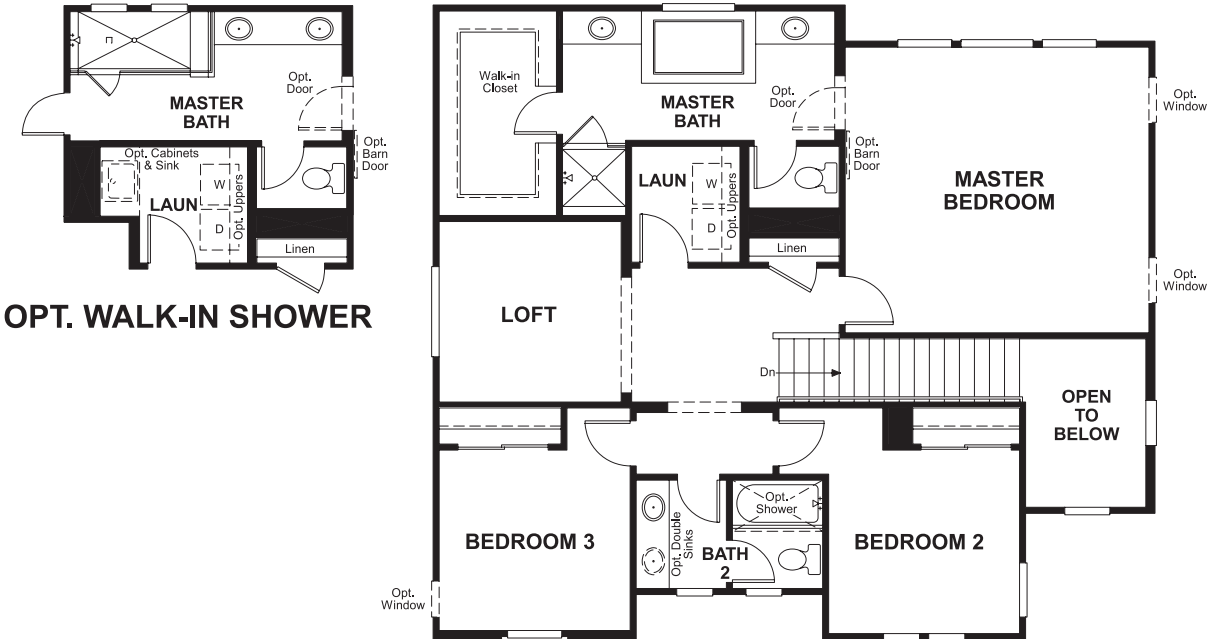 Opt.
Door
MASTER
BATH
Opt.
Barn
Door
Opt. Cabinets
& Sink
W
D
Opt. Uppers
LAUN
Linen
OPT. WALK-IN SHOWER
Walk-in
Closet
MASTER
BATH
Opt.
Door
Opt.
Barn
Door
LAUN
W
D
Opt. Uppers
Linen
MASTER
BEDROOM
Opt.
Window
Opt.
Window
LOFT
Dn
OPEN
TO
BELOW
BEDROOM 3
Opt.
Window
Opt. Double
Sinks
BATH
2
Opt.
Shower
BEDROOM 2